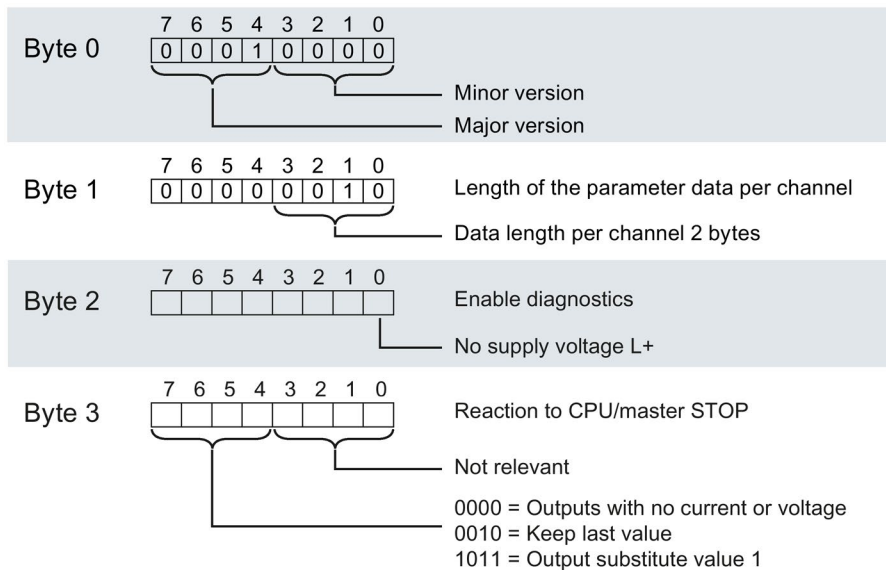 7 6 5 4 3 2 1 0
Byte 0
0 0 0 1 0 0 0 0
Minor version
Major version
7 6 5 4 3 2 1 0
Byte 1
0 0 0 0 0 0 1 0
Length of the parameter data per channel
Data length per channel 2 bytes
7 6 5 4 3 2 1 0
Byte 2
Enable diagnostics
No supply voltage L+
7 6 5 4 3 2 1 0
Byte 3
Reaction to CPU/master STOP
Not relevant
0000 = Outputs with no current or voltage
0010 = Keep last value
1011 = Output substitute value 1